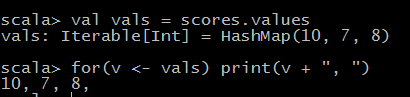 scala> val vals = scores.values
vals: Iterable[Int] = HashMap(10, 7, 8)
scala> for(v <- vals) print(v + ", ")
10, 7, 8,